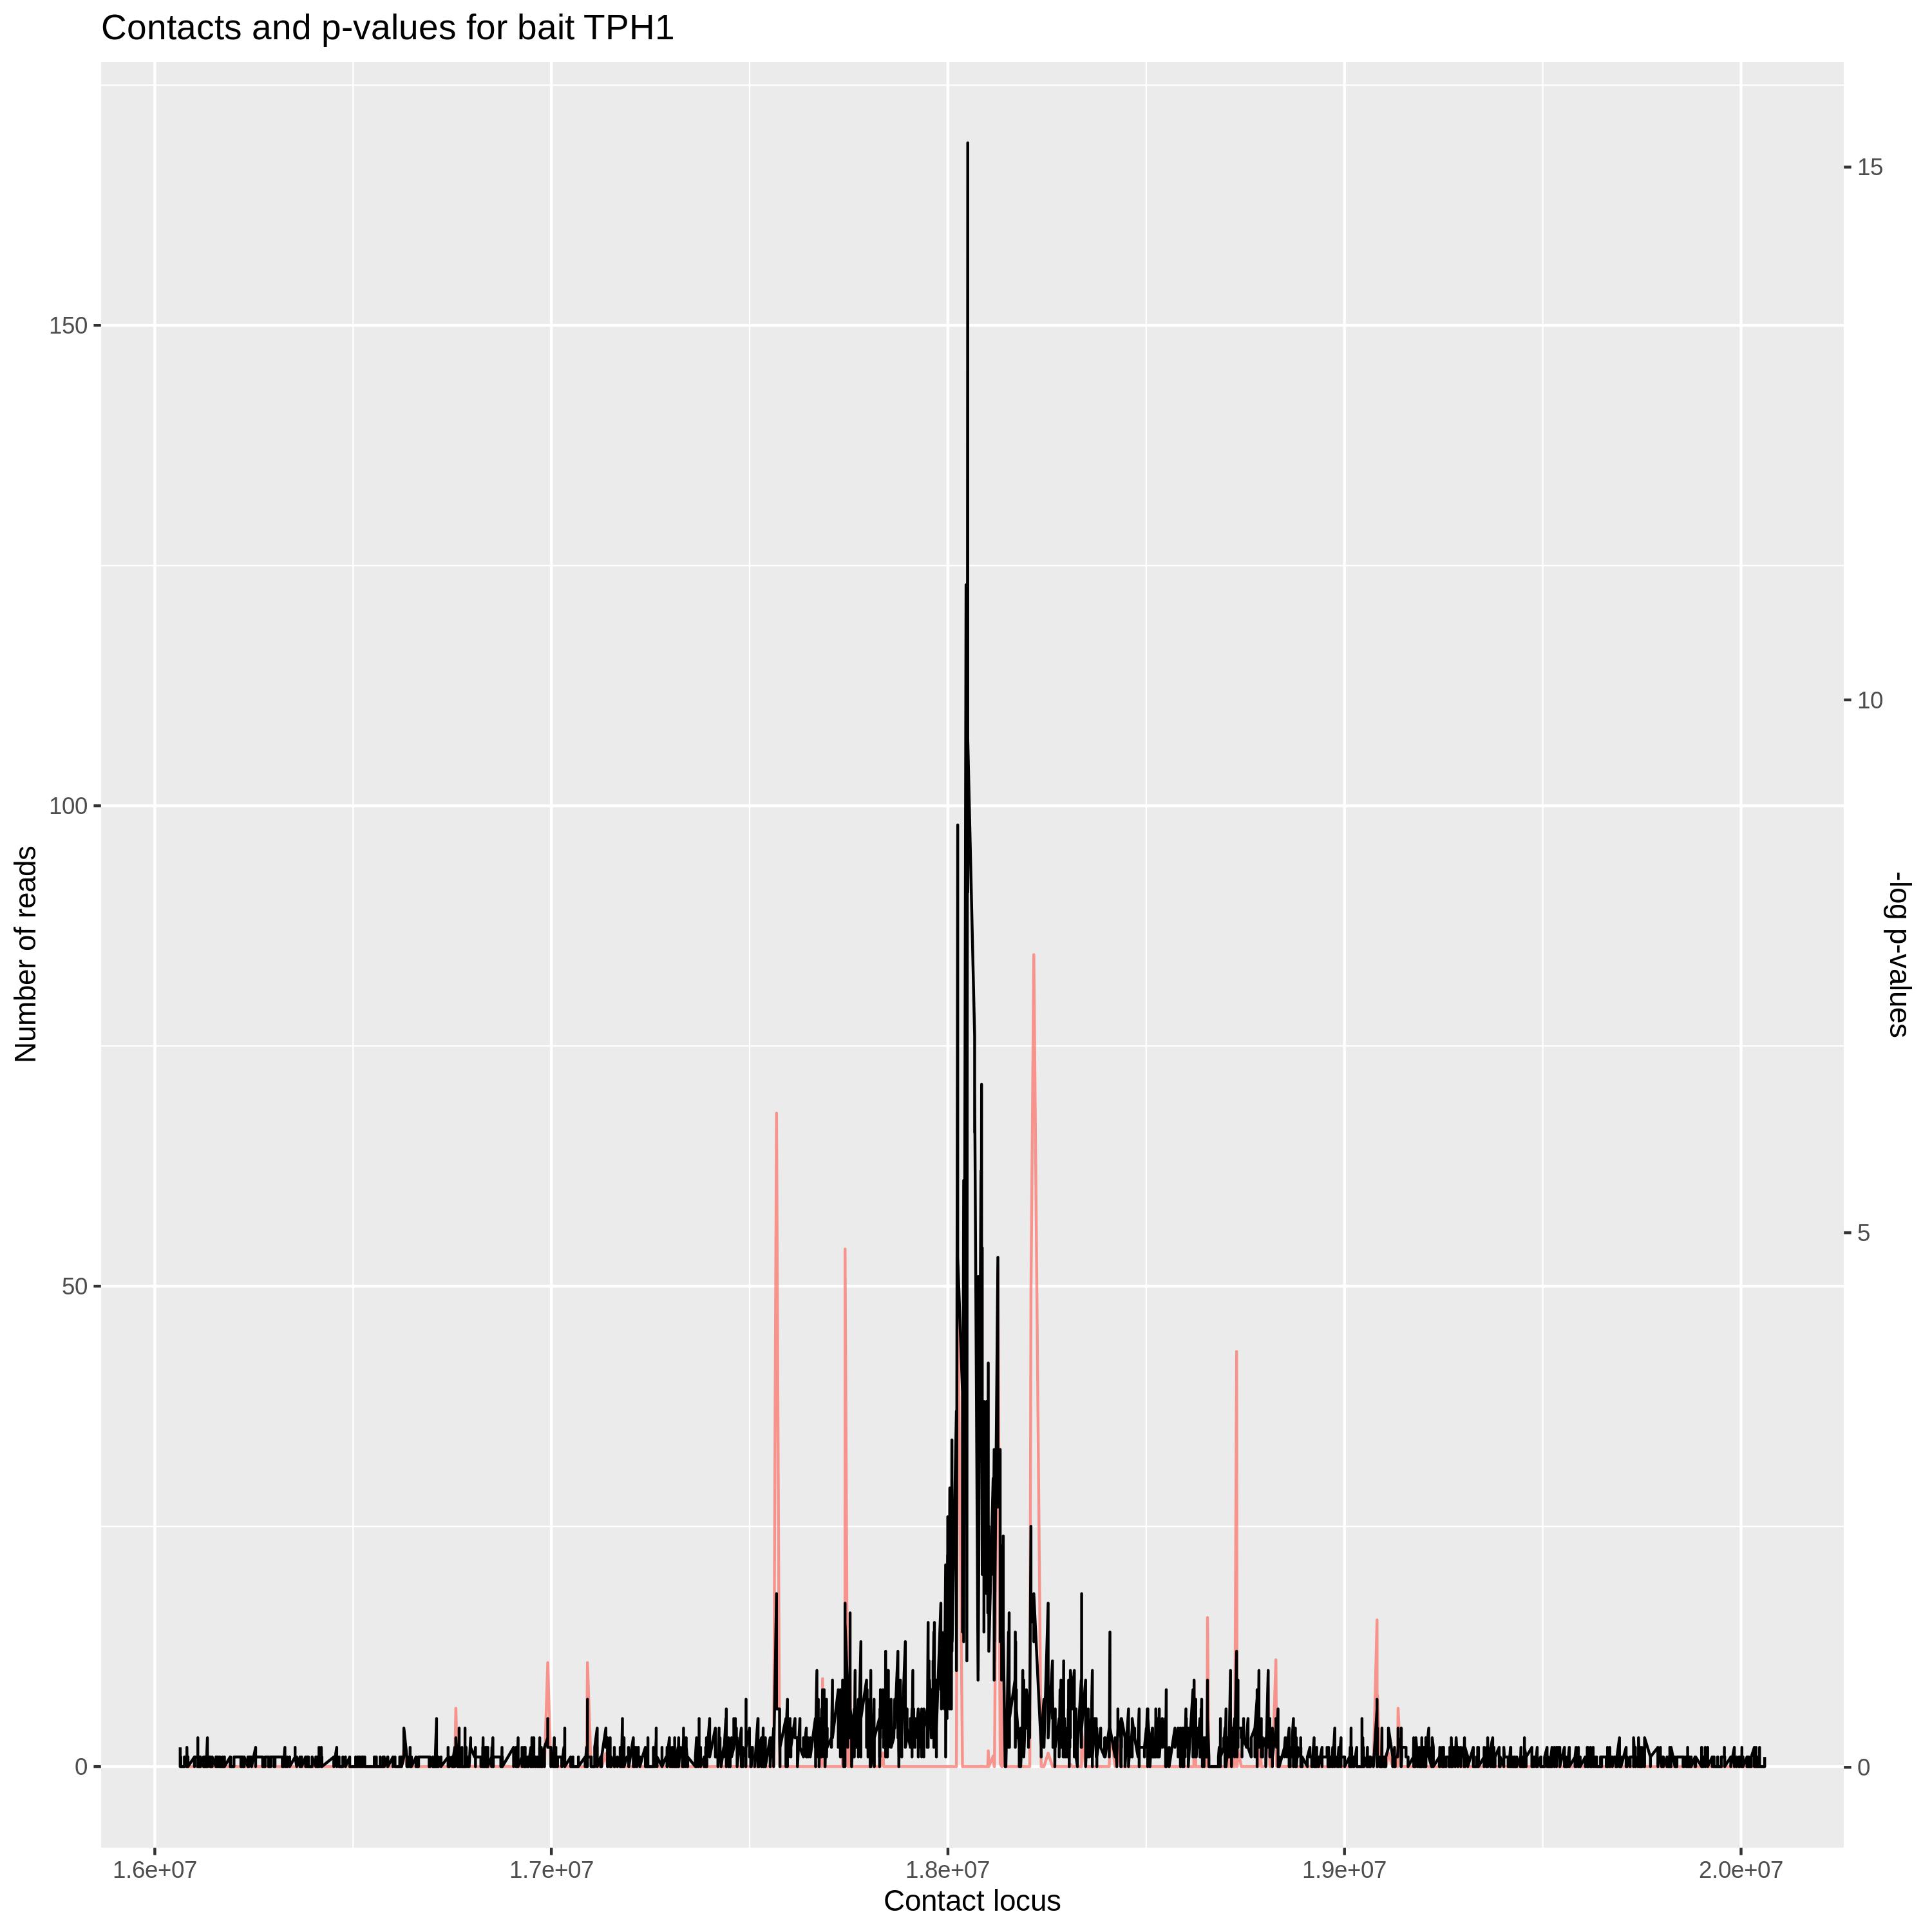 Contacts and p-values for bait TPH1
150
100
50
0
15
10
5
0
Number of reads
-log p-values
1.6e+07
1.7e+07
1.8e+07
1.9e+07
2.0e+07
Contact locus